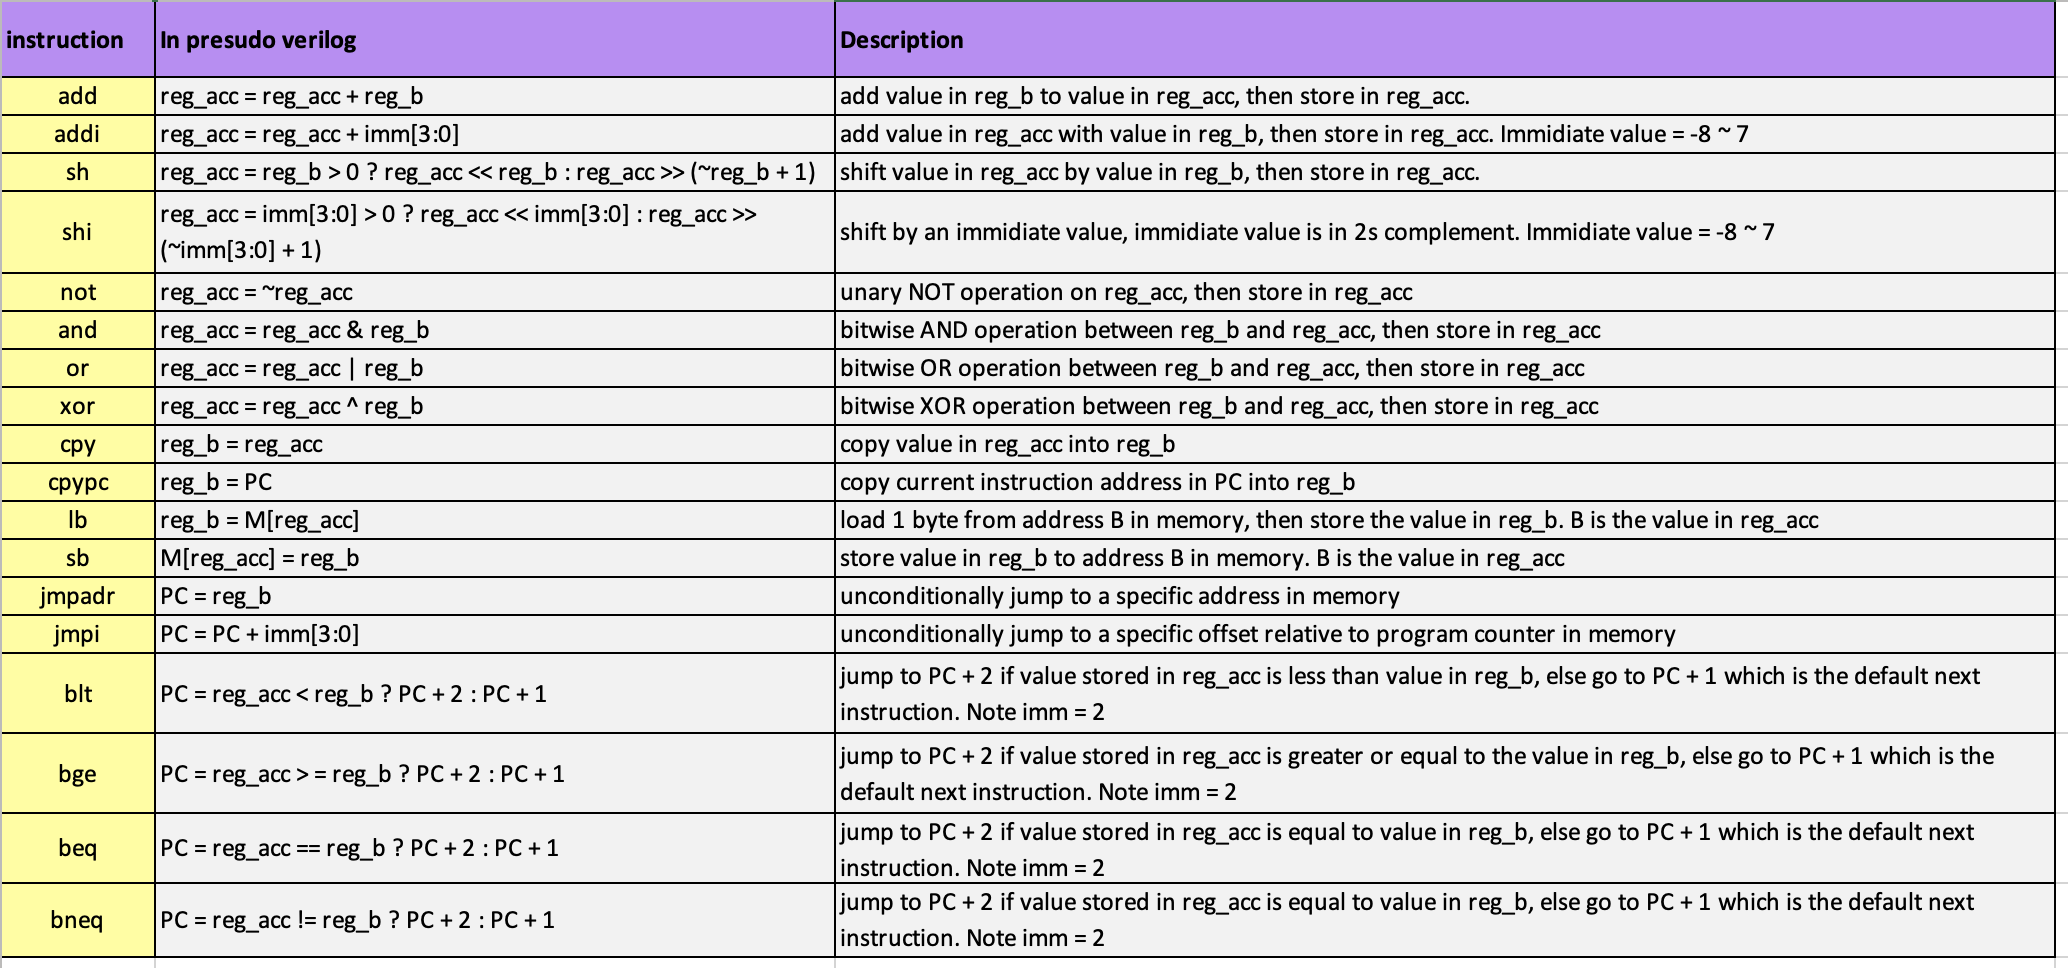 instruction In presudo verilog Description
add reg_acc = reg_acc + reg_b add value in reg_b to value in reg_acc, then store in reg_acc.
addi reg_acc = reg_acc + imm[3:0] add value in reg_acc with value in reg_b, then store in reg_acc. Immidiate value = -8 ~ 7
sh reg_acc = reg_b > 0 ? reg_acc << reg_b : reg_acc >> (~reg_b + 1) shift value in reg_acc by value in reg_b, then store in reg_acc.
shi reg_acc = imm[3:0] > 0 ? reg_acc << imm[3:0] : reg_acc >>
(~imm[3:0] + 1) shift by an immidiate value, immidiate value is in 2s complement. Immidiate value = -8 ~ 7
not reg_acc = ~reg_acc unary NOT operation on reg_acc, then store in reg_acc
and reg_acc = reg_acc & reg_b bitwise AND operation between reg_b and reg_acc, then store in reg_acc
or reg_acc = reg_acc | reg_b bitwise OR operation between reg_b and reg_acc, then store in reg_acc
xor reg_acc = reg_acc ^ reg_b bitwise XOR operation between reg_b and reg_acc, then store in reg_acc
cpy reg_b = reg_acc copy value in reg_acc into reg_b
cpypc reg_b = PC copy current instruction address in PC into reg_b
lb reg_b = M[reg_acc] load 1 byte from address B in memory, then store the value in reg_b. B is the value in reg_acc
sb M[reg_acc] = reg_b store value in reg_b to address B in memory. B is the value in reg_acc
jmpadr PC = reg_b unconditionally jump to a specific address in memory
jmpi PC = PC + imm[3:0] unconditionally jump to a specific offset relative to program counter in memory
blt PC = reg_acc < reg_b ? PC + 2 : PC + 1 jump to PC + 2 if value stored in reg_acc is less than value in reg_b, else go to PC + 1 which is the default next
instruction. Note imm = 2
bge PC = reg_acc > = reg_b ? PC + 2 : PC + 1 jump to PC + 2 if value stored in reg_acc is greater or equal to the value in reg_b, else go to PC + 1 which is the
default next instruction. Note imm = 2
beq PC = reg_acc == reg_b ? PC + 2 : PC + 1 jump to PC + 2 if value stored in reg_acc is equal to value in reg_b, else go to PC + 1 which is the default next
instruction. Note imm = 2
bneq PC = reg_acc != reg_b ? PC + 2 : PC + 1 jump to PC + 2 if value stored in reg_acc is equal to value in reg_b, else go to PC + 1 which is the default next
instruction. Note imm = 2